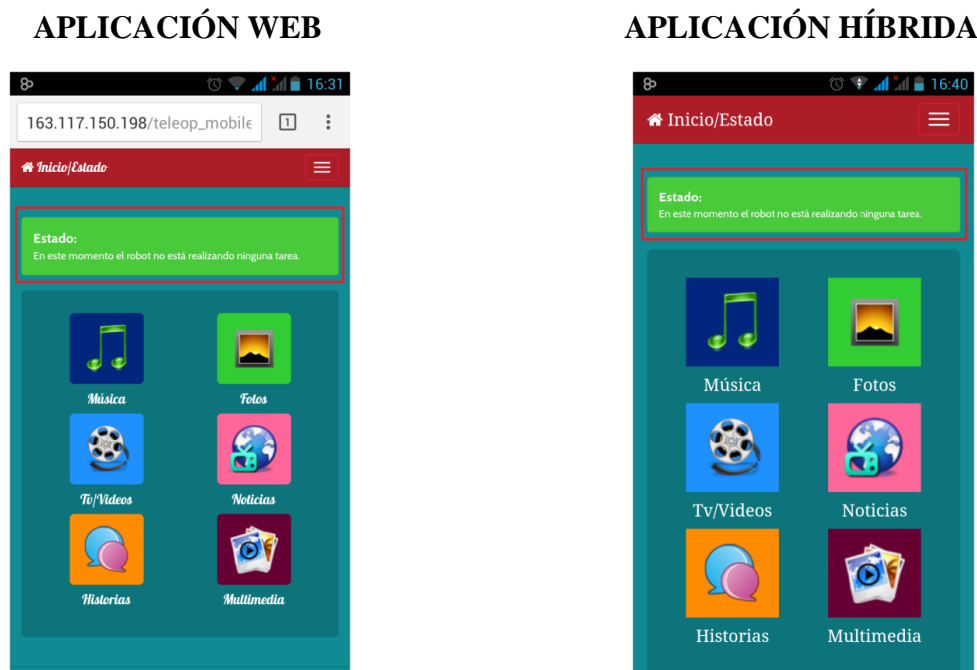 APLICACIÓN WEB
16:31
163.117.150.198/teleop_mobile
1
Inicio/Estado
Estado:
En este momento el robot no está realizando ninguna tarea.
Música
Fotos
Tv/Videos
Noticias
Historias
Multimedia
APLICACIÓN HÍBRIDA
16:40
Inicio/Estado
Estado:
En este momento el robot no está realizando ninguna tarea.
Música
Fotos
Tv/Videos
Noticias
Historias
Multimedia